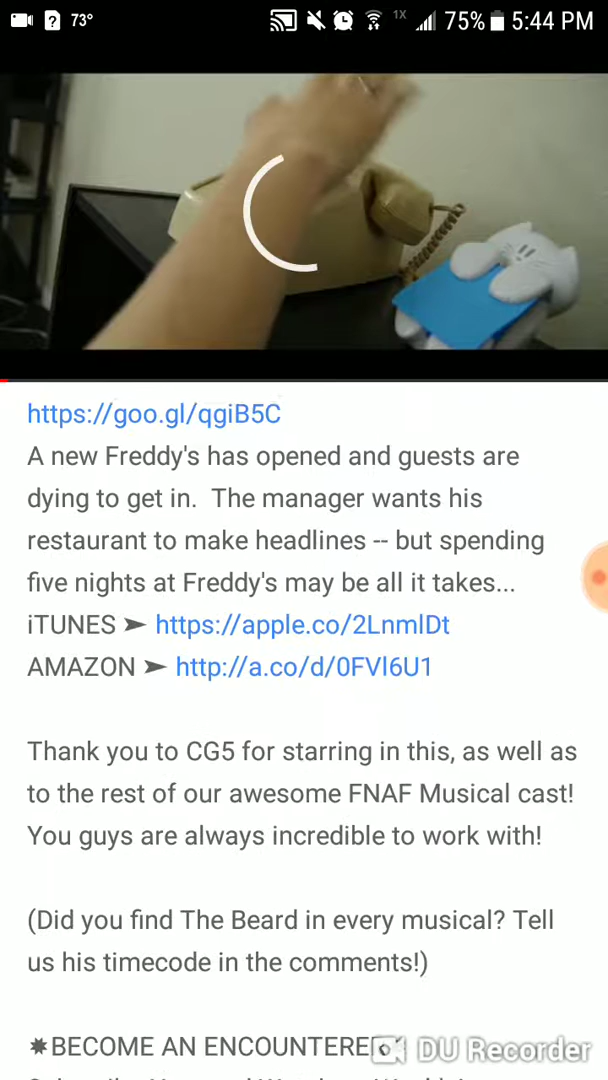 73°
1X
75%
5:44 PM
https://goo.gl/qgiB5C
A new Freddy's has opened and guests are
dying to get in.  The manager wants his
restaurant to make headlines -- but spending
five nights at Freddy's may be all it takes...
iTUNES ➤ https://apple.co/2LnmlDt
AMAZON ➤ http://a.co/d/0FVl6U1
Thank you to CG5 for starring in this, as well as
to the rest of our awesome FNAF Musical cast!
You guys are always incredible to work with!
(Did you find The Beard in every musical? Tell
us his timecode in the comments!)
✸BECOME AN ENCOUNTERER
DU Recorder